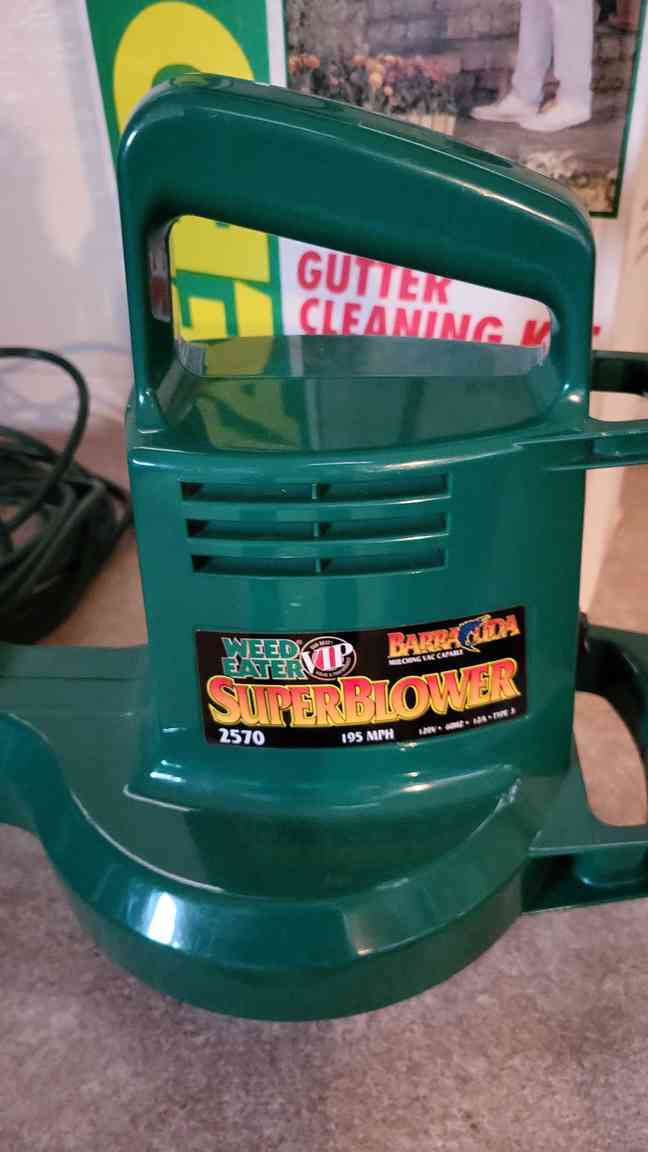 GUTTER
CLEANING
WEED
EATER®
VIP
BARRACUDA
MULCHING VAC CAPABLE
SUPERBLOWER
2570
195 MPH
120V • 60HZ • 12A • TYPE 3